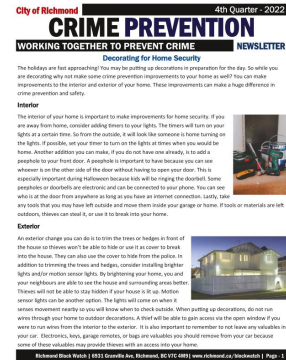 City of Richmond
4th Quarter - 2022
CRIME PREVENTION
WORKING TOGETHER TO PREVENT CRIME
NEWSLETTER
Decorating for Home Security
The holidays are fast approaching! You may be putting up decorations in preparation for the day. So while you
are decorating why not make some crime prevention improvements to your home as well? You can make
improvements to the interior and exterior of your home. These improvements can make a huge difference in
crime prevention and safety.
Interior
The interior of your home is important to make improvements for home security. If you
are away from home, consider adding timers to your lights. The timers will turn on your
lights at a certain time. So from the outside, it will look like someone is home turning on
the lights. If possible, set your timer to turn on the lights at times when you would be
home. Another addition you can make, if you do not have one already, is to add a
peephole to your front door. A peephole is important to have because you can see
whoever is on the other side of the door without having to open your door. This is
especially important during Halloween because kids will be ringing the doorbell. Some
peepholes or doorbells are electronic and can be connected to your phone. You can see
who is at the door from anywhere as long as you have an internet connection. Lastly, take
any tools that you may have left outside and move them inside your garage or home. If tools or materials are left
outdoors, thieves can steal it, or use it to break into your home.
Exterior
An exterior change you can do is to trim the trees or hedges in front of
the house so thieves won't be able to hide or use it as cover to break
into the house. They can also use the cover to hide from the police. In
addition to trimming the trees and hedges, consider installing brighter
lights and/or motion sensor lights. By brightening your home, you and
your neighbours are able to see the house and surrounding areas better.
Thieves will not be able to stay hidden if your house is lit up. Motion
sensor lights can be another option. The lights will come on when it
senses movement nearby so you will know when to check outside. When putting up decorations, do not run
wires through your home to outdoor decorations. A thief will be able to gain access via the open window if you
were to run wires from the interior to the exterior. It is also important to remember to not leave any valuables in
your car. Electronics, keys, garage remotes, or bags are valuables you should remove from your car because
some of these valuables may provide thieves with an access into your home.
Richmond Block Watch | 6931 Granville Ave, Richmond, BC V7C 4M9 | www.richmond.ca/blockwatch | Page - 1